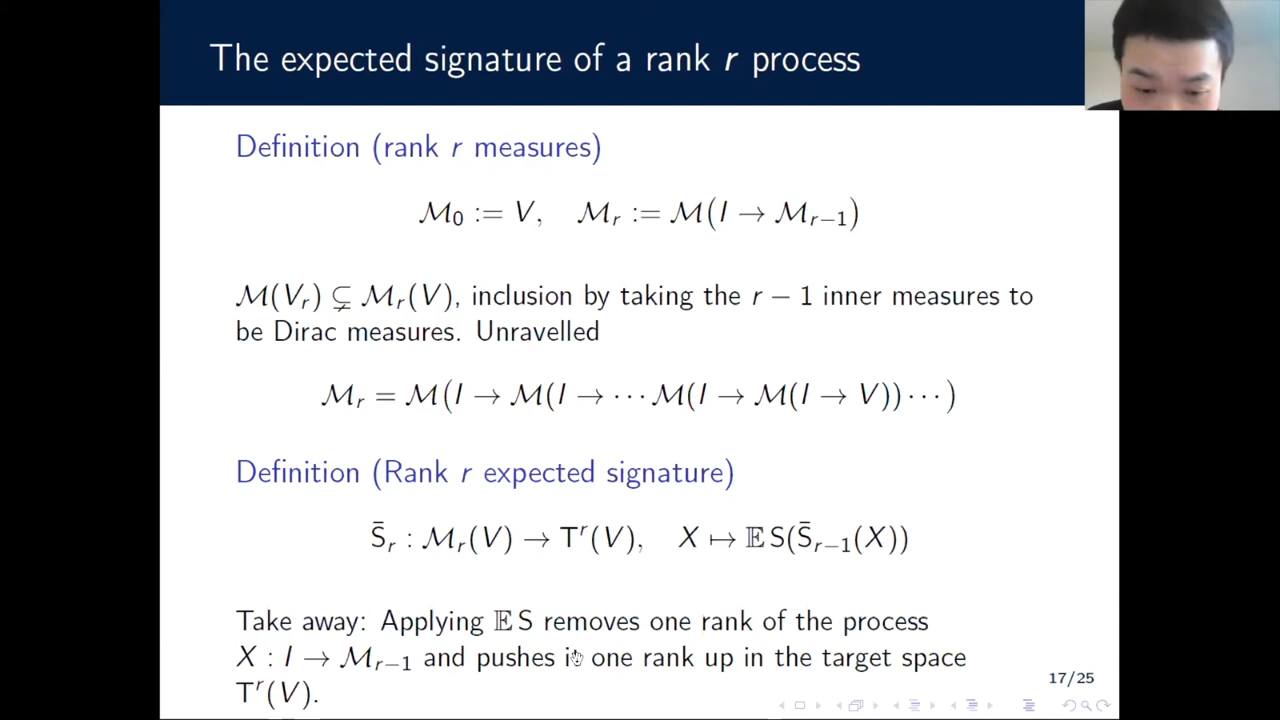 The expected signature of a rank r process
Definition (rank r measures)
ℳ₀ := V, ℳᵣ := ℳ(I → ℳᵣ₋₁)
ℳ(Vᵣ) ⊊ ℳᵣ(V), inclusion by taking the r − 1 inner measures to
be Dirac measures. Unravelled
ℳᵣ = ℳ(I → ℳ(I → ··· ℳ(I → ℳ(I → V)) ··· )
Definition (Rank r expected signature)
S̄ᵣ : ℳᵣ(V) → Tʳ(V), X ↦ 𝔼 S(S̄ᵣ₋₁(X))
Take away: Applying 𝔼 S removes one rank of the process
X : I → ℳᵣ₋₁ and pushes it one rank up in the target space
Tʳ(V).
17/25